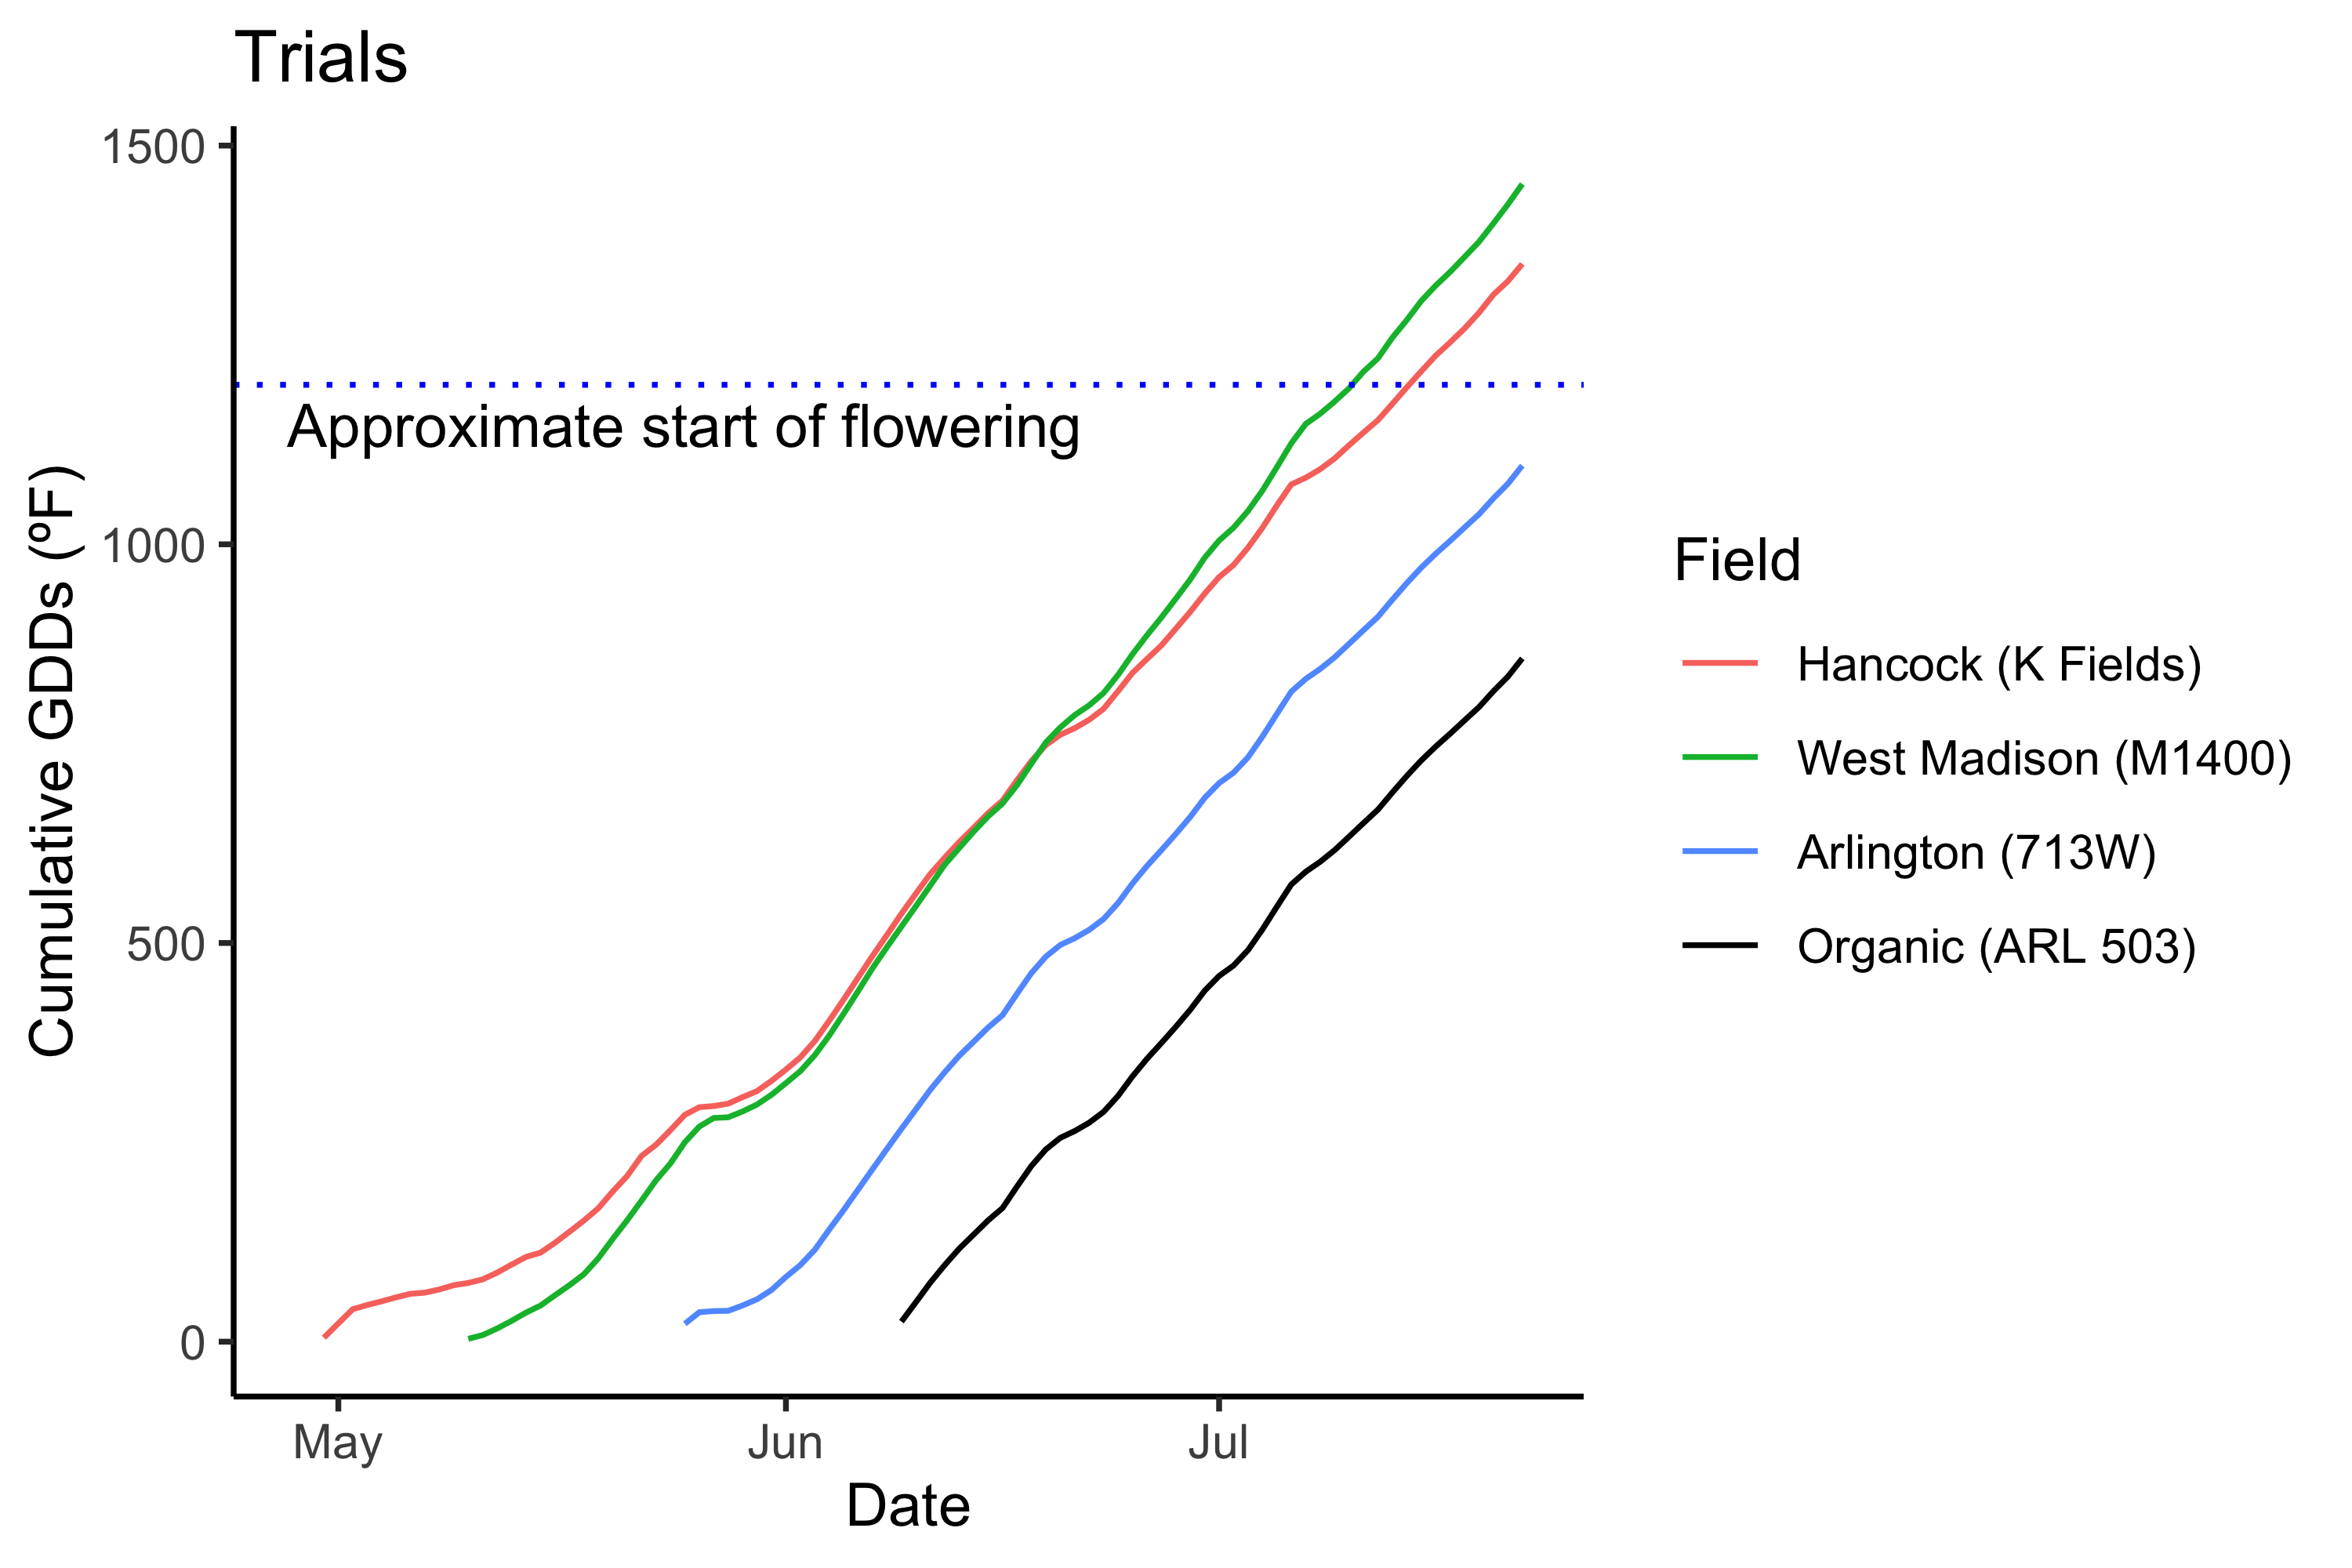 Trials
1500
1000
500
0
Cumulative GDDs (ºF)
Approximate start of flowering
May
Jun
Jul
Date
Field
Hancock (K Fields)
West Madison (M1400)
Arlington (713W)
Organic (ARL 503)